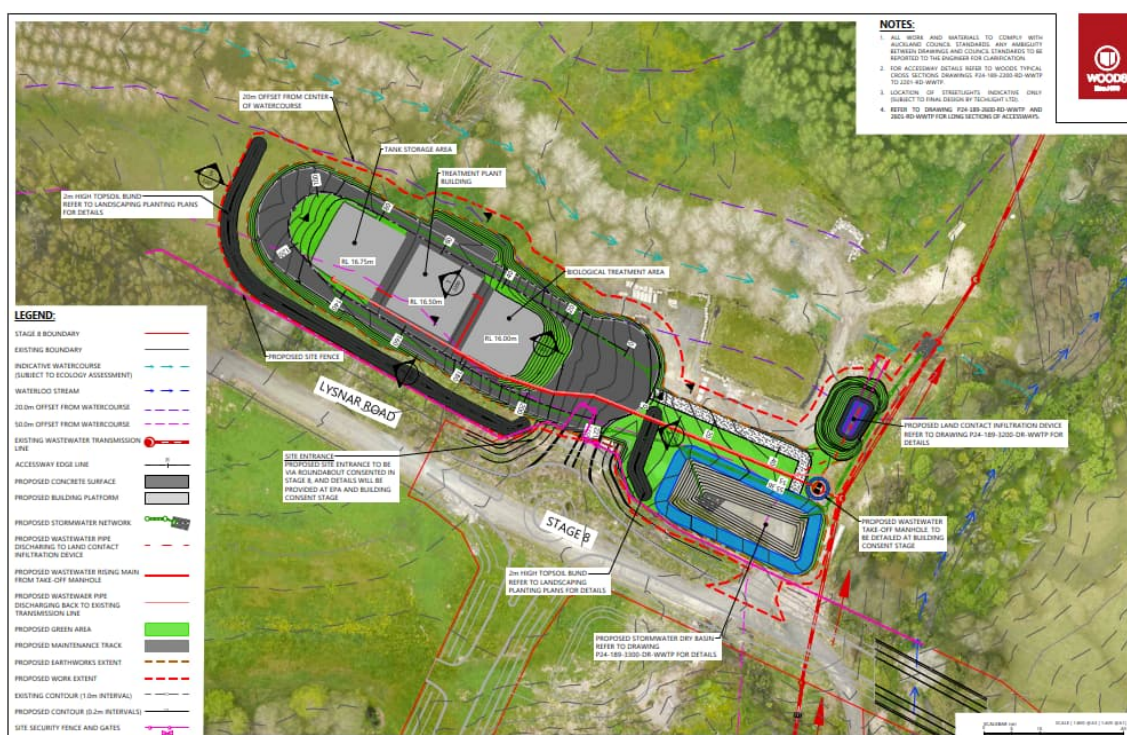 NOTES:
1. ALL WORK AND MATERIALS TO COMPLY WITH
AUCKLAND COUNCIL STANDARDS. ANY AMBIGUITY
BETWEEN DRAWINGS AND COUNCIL STANDARDS TO BE
REPORTED TO THE ENGINEER FOR CLARIFICATION.
2. FOR ACCESSWAY DETAILS REFER TO WOODS TYPICAL
CROSS SECTIONS DRAWINGS P24-189-2200-RD-WWTP
TO 2201-RD-WWTP.
3. LOCATION OF STREETLIGHTS INDICATIVE ONLY
(SUBJECT TO FINAL DESIGN BY TECHLIGHT LTD).
4. REFER TO DRAWING P24-189-2600-RD-WWTP AND
2601-RD-WWTP FOR LONG SECTIONS OF ACCESSWAYS.
WOODS
20m OFFSET FROM CENTER
OF WATERCOURSE
TANK STORAGE AREA
TREATMENT PLANT
BUILDING
2m HIGH TOPSOIL BUND
REFER TO LANDSCAPING PLANTING PLANS
FOR DETAILS
RL 16.75m
RL 16.50m
RL 16.00m
BIOLOGICAL TREATMENT AREA
PROPOSED SITE FENCE
LYSNAR ROAD
SITE ENTRANCE
PROPOSED SITE ENTRANCE TO BE
VIA ROUNDABOUT CONSENTED IN
STAGE 8, AND DETAILS WILL BE
PROVIDED AT EPA AND BUILDING
CONSENT STAGE
STAGE 8
PROPOSED LAND CONTACT INFILTRATION DEVICE
REFER TO DRAWING P24-189-3200-DR-WWTP FOR
DETAILS
PROPOSED WASTEWATER
TAKE-OFF MANHOLE. TO
BE DETAILED AT BUILDING
CONSENT STAGE
2m HIGH TOPSOIL BUND
REFER TO LANDSCAPING
PLANTING PLANS FOR DETAILS
PROPOSED STORMWATER DRY BASIN
REFER TO DRAWING
P24-189-3300-DR-WWTP FOR DETAILS
LEGEND:
STAGE 8 BOUNDARY
EXISTING BOUNDARY
INDICATIVE WATERCOURSE
(SUBJECT TO ECOLOGY ASSESSMENT)
WATERLOO STREAM
20.0m OFFSET FROM WATERCOURSE
50.0m OFFSET FROM WATERCOURSE
EXISTING WASTEWATER TRANSMISSION
LINE
ACCESSWAY EDGE LINE
PROPOSED CONCRETE SURFACE
PROPOSED BUILDING PLATFORM
PROPOSED STORMWATER NETWORK
PROPOSED WASTEWATER PIPE
DISCHARGING TO LAND CONTACT
INFILTRATION DEVICE
PROPOSED WASTEWATER RISING MAIN
FROM TAKE-OFF MANHOLE
PROPOSED WASTEWAER PIPE
DISCHARGING BACK TO EXISTING
TRANSMISSION LINE
PROPOSED GREEN AREA
PROPOSED MAINTENANCE TRACK
PROPOSED EARTHWORKS EXTENT
PROPOSED WORK EXTENT
EXISTING CONTOUR (1.0m INTERVAL)
PROPOSED CONTOUR (0.2m INTERVALS)
SITE SECURITY FENCE AND GATES